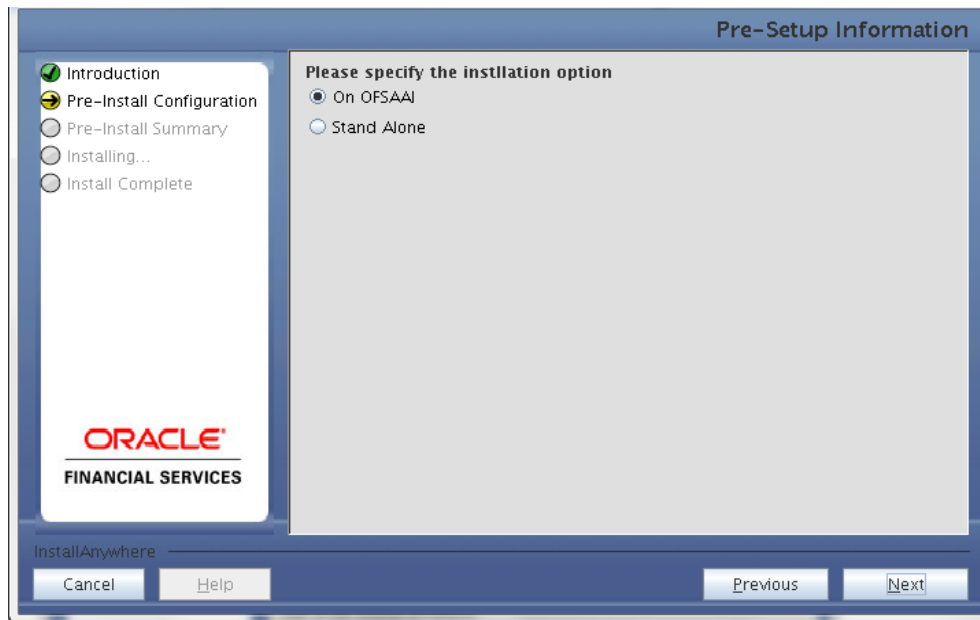 Pre-Setup Information
Introduction
Pre-Install Configuration
Pre-Install Summary
Installing...
Install Complete
Please specify the instllation option
On OFSAAI
Stand Alone
ORACLE
FINANCIAL SERVICES
InstallAnywhere
Cancel
Help
Previous
Next